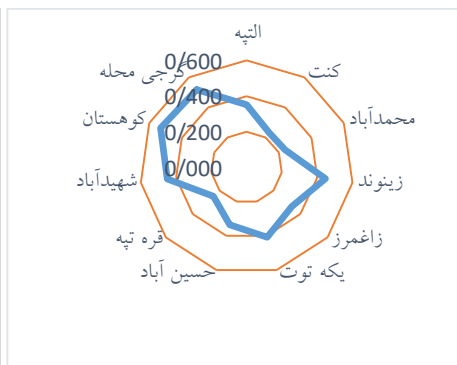 التپه
کنت
محمدآباد
زینوند
زاغمرز
یکه توت
حسین آباد
قره تپه
شهیدآباد
کوهستان
گرجی محله
0/600
0/400
0/200
0/000